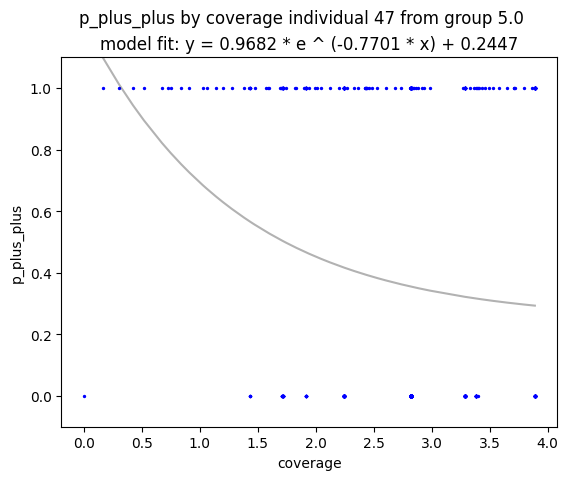 p_plus_plus by coverage individual 47 from group 5.0
model fit: y = 0.9682 * e ^ (-0.7701 * x) + 0.2447
1.0
0.8
0.6
0.4
0.2
0.0
p_plus_plus
0.0 0.5 1.0 1.5 2.0 2.5 3.0 3.5 4.0
coverage